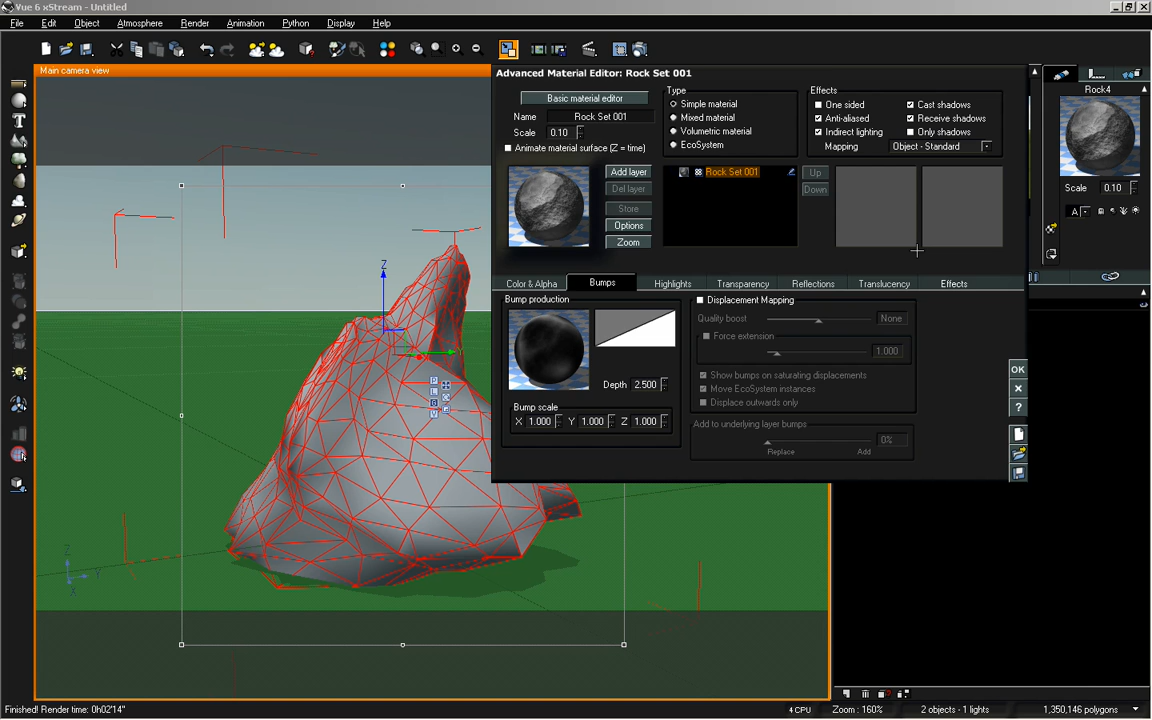 Vue 6 xStream - Untitled
File Edit Object Atmosphere Render Animation Python Display Help
Main camera view
Z
Advanced Material Editor: Rock Set 001
Basic material editor
Name Rock Set 001
Scale 0.10
Animate material surface (Z = time)
Type
Simple material
Mixed material
Volumetric material
EcoSystem
Effects
One sided Cast shadows
Anti-aliased Receive shadows
Indirect lighting Only shadows
Mapping Object - Standard
Add layer
Del layer
Store
Options
Zoom
Rock Set 001
Up
Down
Color & Alpha Bumps Highlights Transparency Reflections Translucency Effects
Bump production
Depth 2.500
Bump scale
X 1.000 Y 1.000 Z 1.000
Displacement Mapping
Quality boost None
Force extension
1.000
Show bumps on saturating displacements
Move EcoSystem instances
Displace outwards only
Add to underlying layer bumps
0%
Replace Add
OK
?
Rock4
Scale 0.10
A
Finished! Render time: 0h02'14" 4 CPU Zoom : 160% 2 objects - 1 lights 1,350,146 polygons